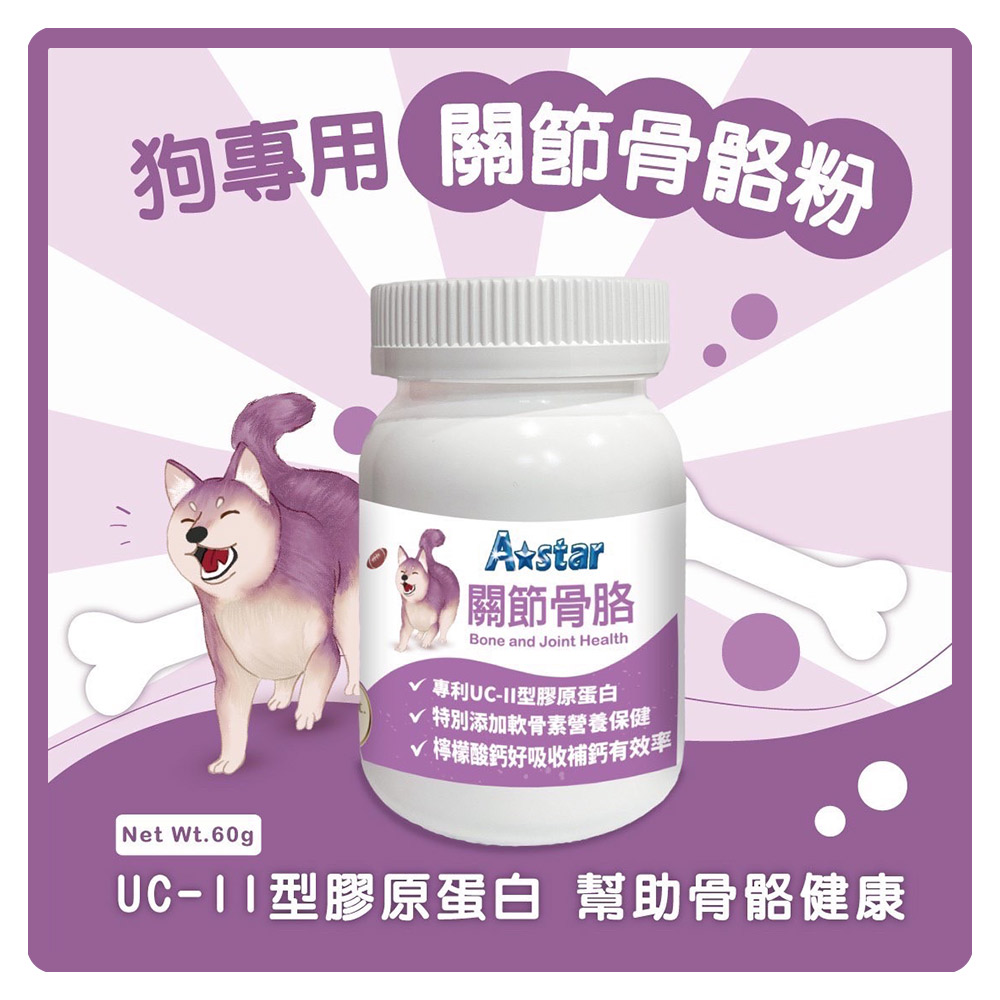 狗專用 關節骨骼粉
A★star
關節骨胳
Bone and Joint Health
✓ 專利UC-II型膠原蛋白
✓ 特別添加軟骨素營養保健
✓ 檸檬酸鈣好吸收補鈣有效率
Net Wt.60g
UC-II型膠原蛋白 幫助骨骼健康